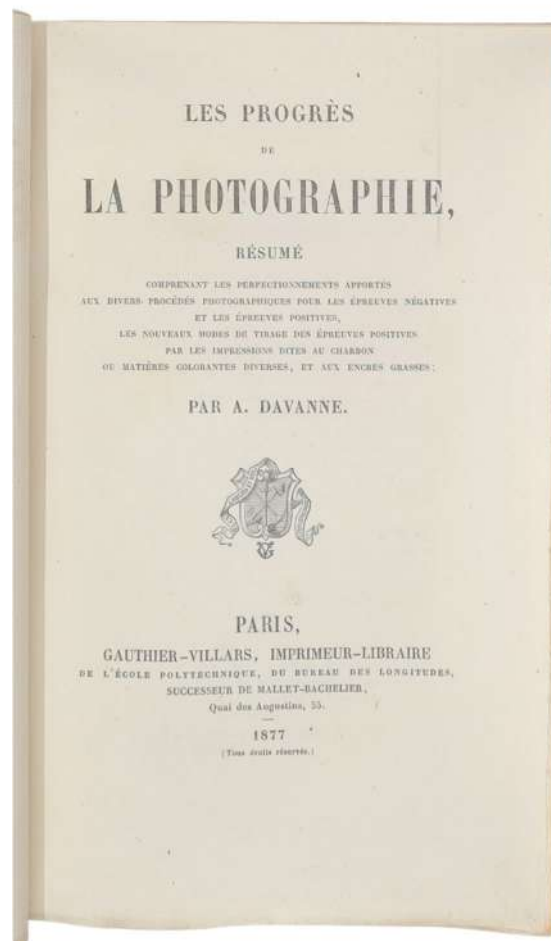 LES PROGRÈS
DE
LA PHOTOGRAPHIE,
RÉSUMÉ
COMPRENANT LES PERFECTIONNEMENTS APPORTÉS
AUX DIVERS PROCÉDÉS PHOTOGRAPHIQUES POUR LES ÉPREUVES NÉGATIVES
ET LES ÉPREUVES POSITIVES,
LES NOUVEAUX MODES DE TIRAGE DES ÉPREUVES POSITIVES
PAR LES IMPRESSIONS DITES AU CHARBON
OU MATIÈRES COLORANTES DIVERSES, ET AUX ENCRES GRASSES;
PAR A. DAVANNE.
PARIS,
GAUTHIER-VILLARS, IMPRIMEUR-LIBRAIRE
DE L'ÉCOLE POLYTECHNIQUE, DU BUREAU DES LONGITUDES,
SUCCESSEUR DE MALLET-BACHELIER,
Quai des Augustins, 55.
1877
(Tous droits réservés.)